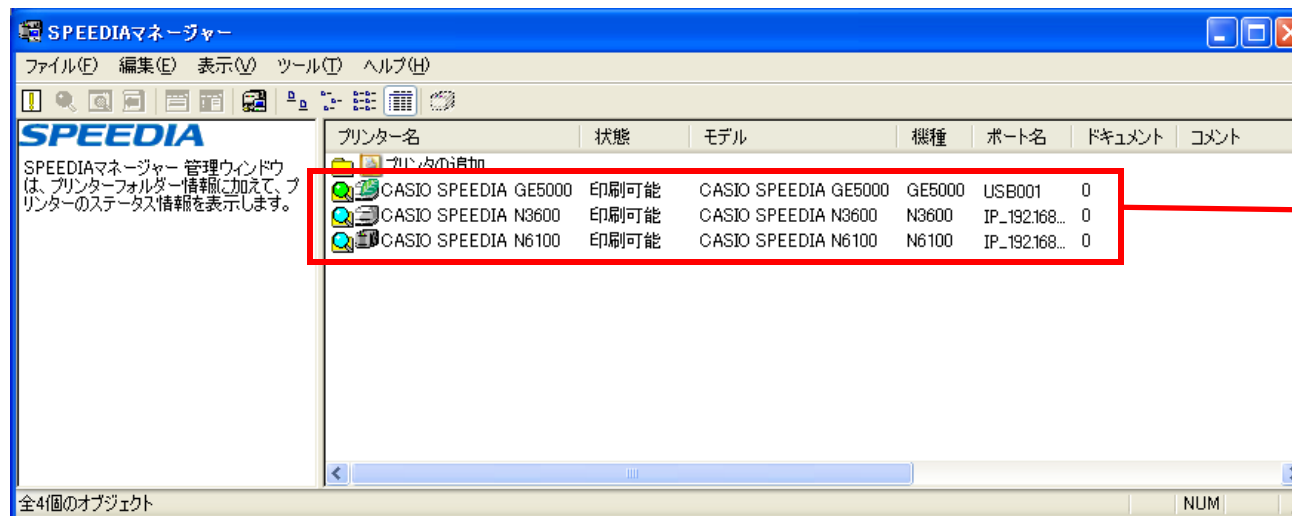 SPEEDIAマネージャー
ファイル(F) 編集(E) 表示(V) ツール(T) ヘルプ(H)
SPEEDIA
SPEEDIAマネージャー 管理ウィンドウ
は、プリンターフォルダー情報に加えて、プ
リンターのステータス情報を表示します。
プリンター名 状態 モデル 機種 ポート名 ドキュメント コメント
プリンタの追加
CASIO SPEEDIA GE5000 印刷可能 CASIO SPEEDIA GE5000 GE5000 USB001 0
CASIO SPEEDIA N3600 印刷可能 CASIO SPEEDIA N3600 N3600 IP_192.168... 0
CASIO SPEEDIA N6100 印刷可能 CASIO SPEEDIA N6100 N6100 IP_192.168... 0
全4個のオブジェクト NUM